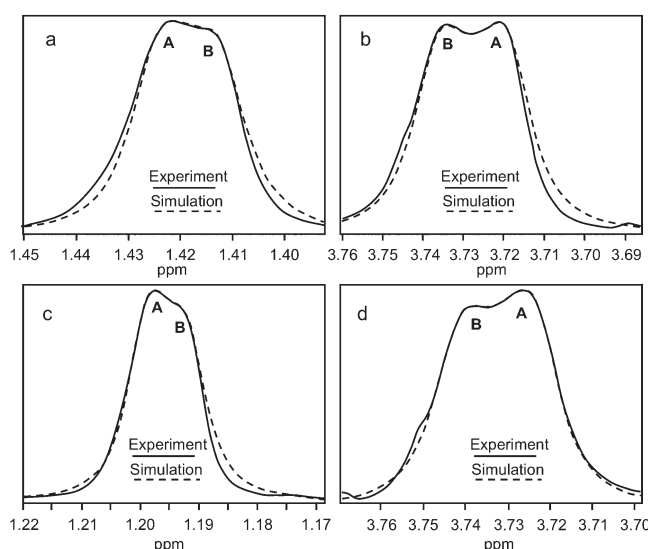 a
A
B
Experiment
Simulation
1.45 1.44 1.43 1.42 1.41 1.40
ppm
b
B
A
Experiment
Simulation
3.76 3.75 3.74 3.73 3.72 3.71 3.70 3.69
ppm
c
A
B
Experiment
Simulation
1.22 1.21 1.20 1.19 1.18 1.17
ppm
d
B
A
Experiment
Simulation
3.76 3.75 3.74 3.73 3.72 3.71 3.70
ppm